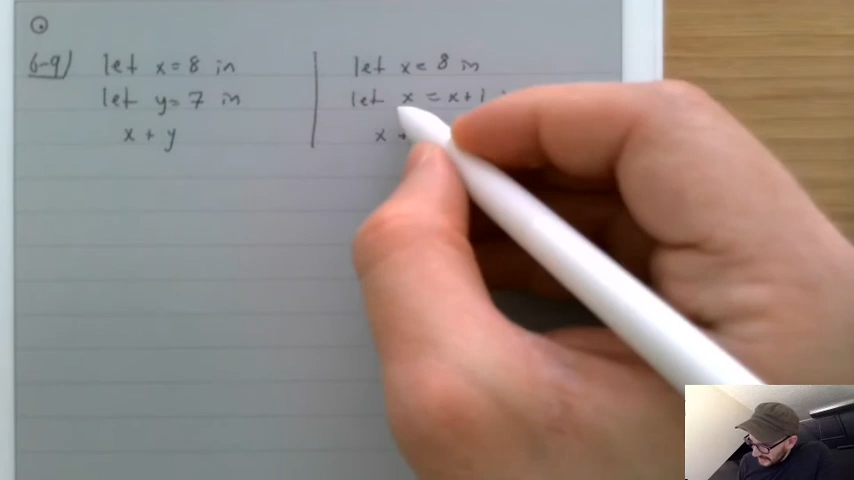 6-9)
let x = 8 in
let y = 7 in
x + y
let x = 8 in
let x = x+1
x +